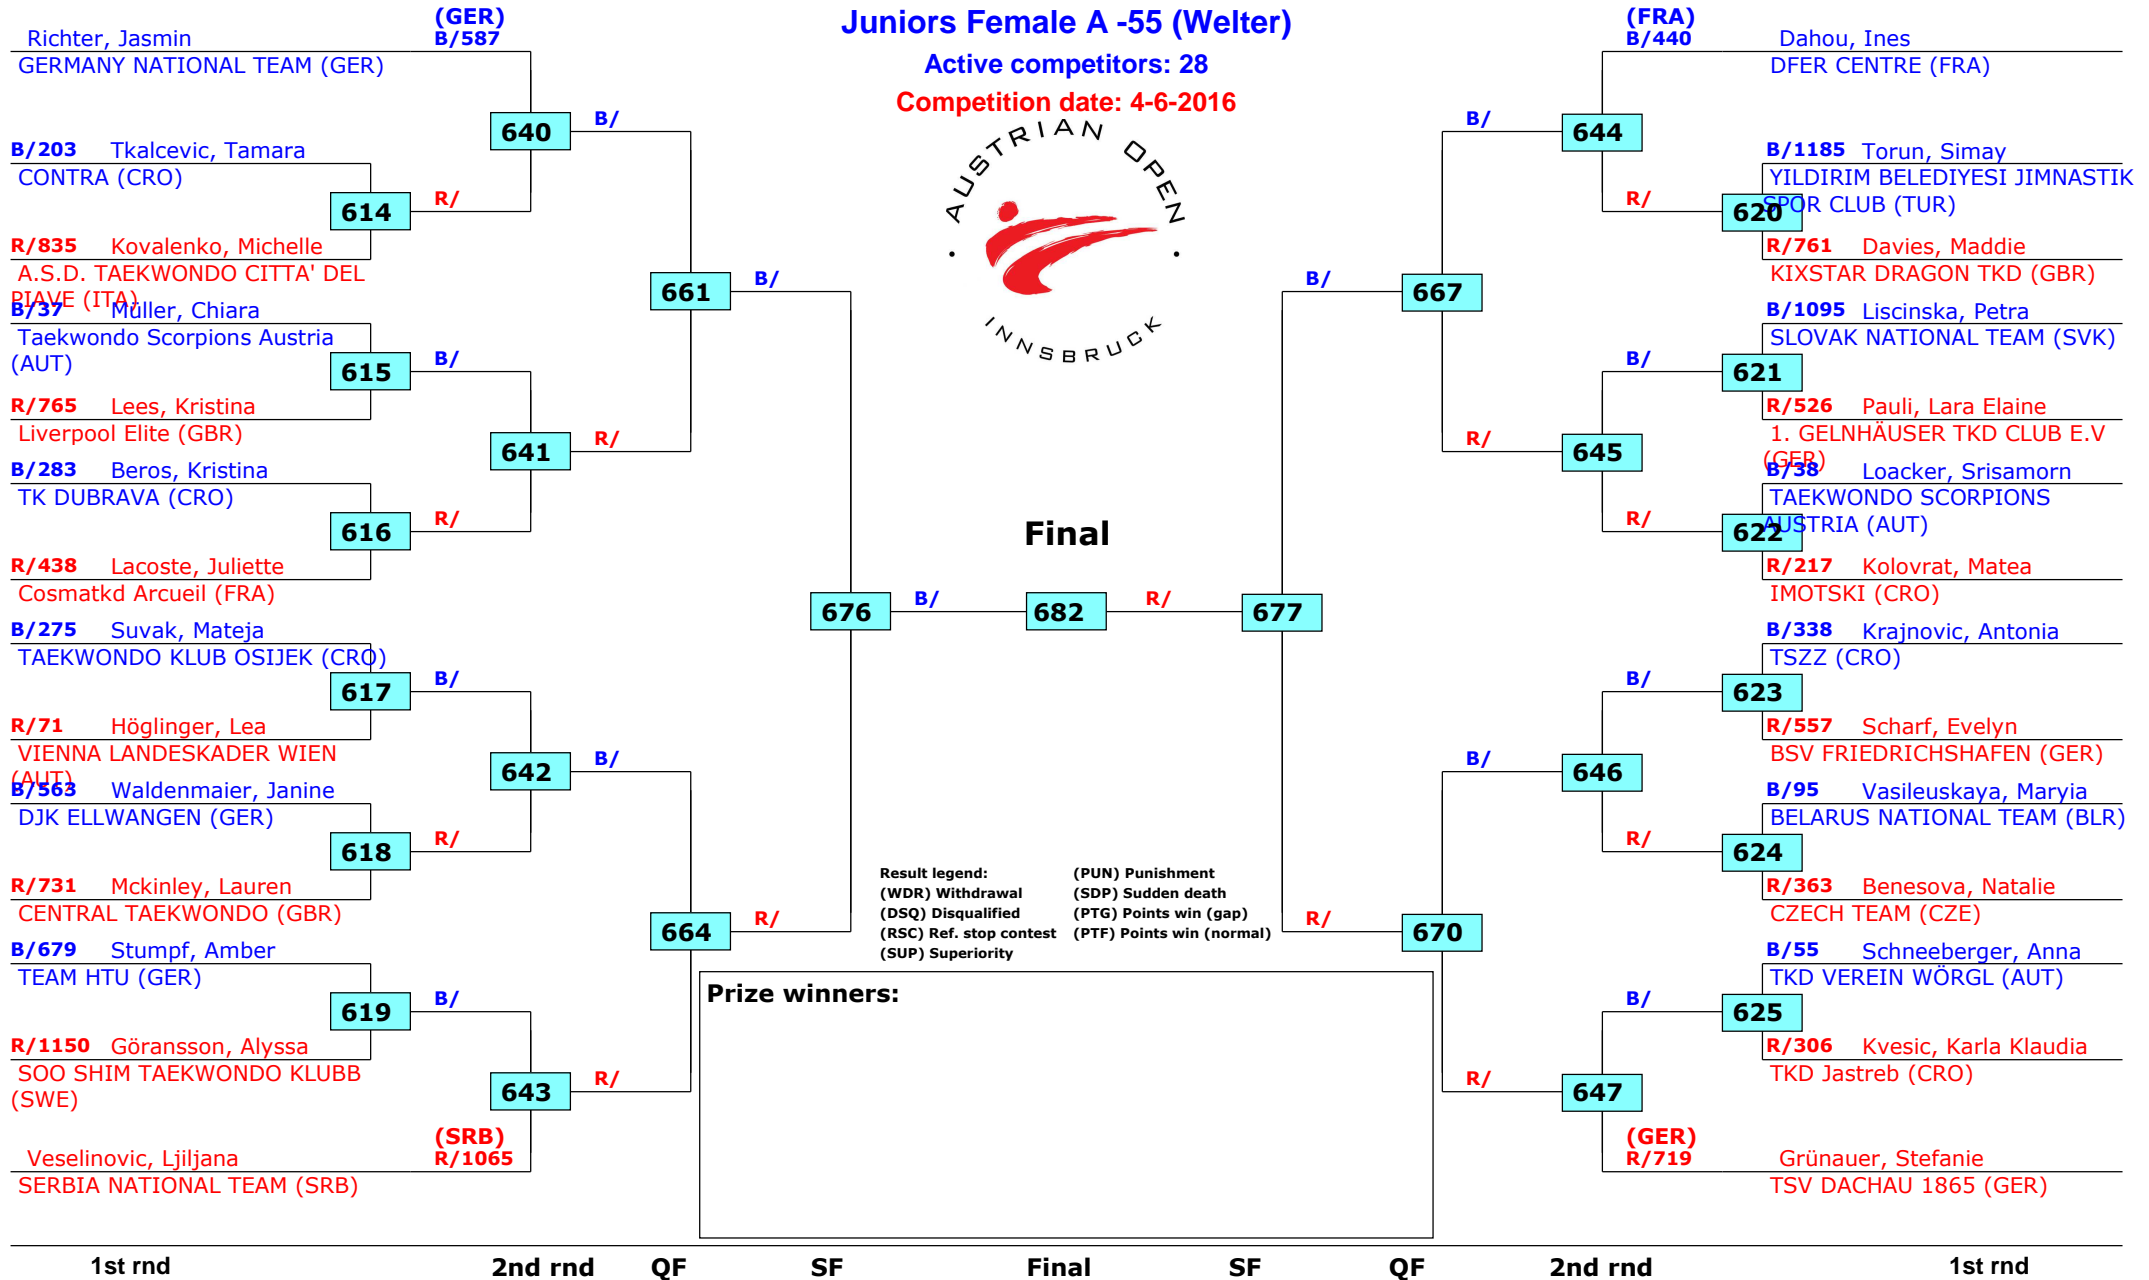 Juniors Female A -55 (Welter)
Active competitors: 28
Competition date: 4-6-2016
AUSTRIAN OPEN
INNSBRUCK
(GER)
Richter, Jasmin B/587
GERMANY NATIONAL TEAM (GER)
640 B/
B/203 Tkalcevic, Tamara
CONTRA (CRO)
614 R/
R/835 Kovalenko, Michelle
A.S.D. TAEKWONDO CITTA' DEL
PIAVE (ITA)
661 B/
B/37 Müller, Chiara
Taekwondo Scorpions Austria
(AUT)
615 B/
R/765 Lees, Kristina
Liverpool Elite (GBR)
641 R/
B/283 Beros, Kristina
TK DUBRAVA (CRO)
616 R/
R/438 Lacoste, Juliette
Cosmatkd Arcueil (FRA)
B/275 Suvak, Mateja
TAEKWONDO KLUB OSIJEK (CRO)
617 B/
R/71 Höglinger, Lea
VIENNA LANDESKADER WIEN
(AUT)
642 B/
B/563 Waldenmaier, Janine
DJK ELLWANGEN (GER)
618 R/
R/731 Mckinley, Lauren
CENTRAL TAEKWONDO (GBR)
664 R/
B/679 Stumpf, Amber
TEAM HTU (GER)
619 B/
R/1150 Göransson, Alyssa
SOO SHIM TAEKWONDO KLUBB
(SWE)
643 R/
(SRB)
Veselinovic, Ljiljana R/1065
SERBIA NATIONAL TEAM (SRB)
Final
676 B/ 682 R/ 677
(FRA)
B/440 Dahou, Ines
DFER CENTRE (FRA)
B/ 644
B/1185 Torun, Simay
YILDIRIM BELEDIYESI JIMNASTIK
SPOR CLUB (TUR)
R/ 620
R/761 Davies, Maddie
KIXSTAR DRAGON TKD (GBR)
B/ 667
B/1095 Liscinska, Petra
SLOVAK NATIONAL TEAM (SVK)
B/ 621
R/526 Pauli, Lara Elaine
1. GELNHÄUSER TKD CLUB E.V
(GER)
R/ 645
B/38 Loacker, Srisamorn
TAEKWONDO SCORPIONS
AUSTRIA (AUT)
R/ 622
R/217 Kolovrat, Matea
IMOTSKI (CRO)
B/338 Krajnovic, Antonia
TSZZ (CRO)
B/ 623
R/557 Scharf, Evelyn
BSV FRIEDRICHSHAFEN (GER)
B/ 646
B/95 Vasileuskaya, Maryia
BELARUS NATIONAL TEAM (BLR)
R/ 624
R/363 Benesova, Natalie
CZECH TEAM (CZE)
R/ 670
B/55 Schneeberger, Anna
TKD VEREIN WÖRGL (AUT)
B/ 625
R/306 Kvesic, Karla Klaudia
TKD Jastreb (CRO)
R/ 647
(GER)
R/719 Grünauer, Stefanie
TSV DACHAU 1865 (GER)
Result legend: (PUN) Punishment
(WDR) Withdrawal (SDP) Sudden death
(DSQ) Disqualified (PTG) Points win (gap)
(RSC) Ref. stop contest (PTF) Points win (normal)
(SUP) Superiority
Prize winners:
1st rnd 2nd rnd QF SF Final SF QF 2nd rnd 1st rnd